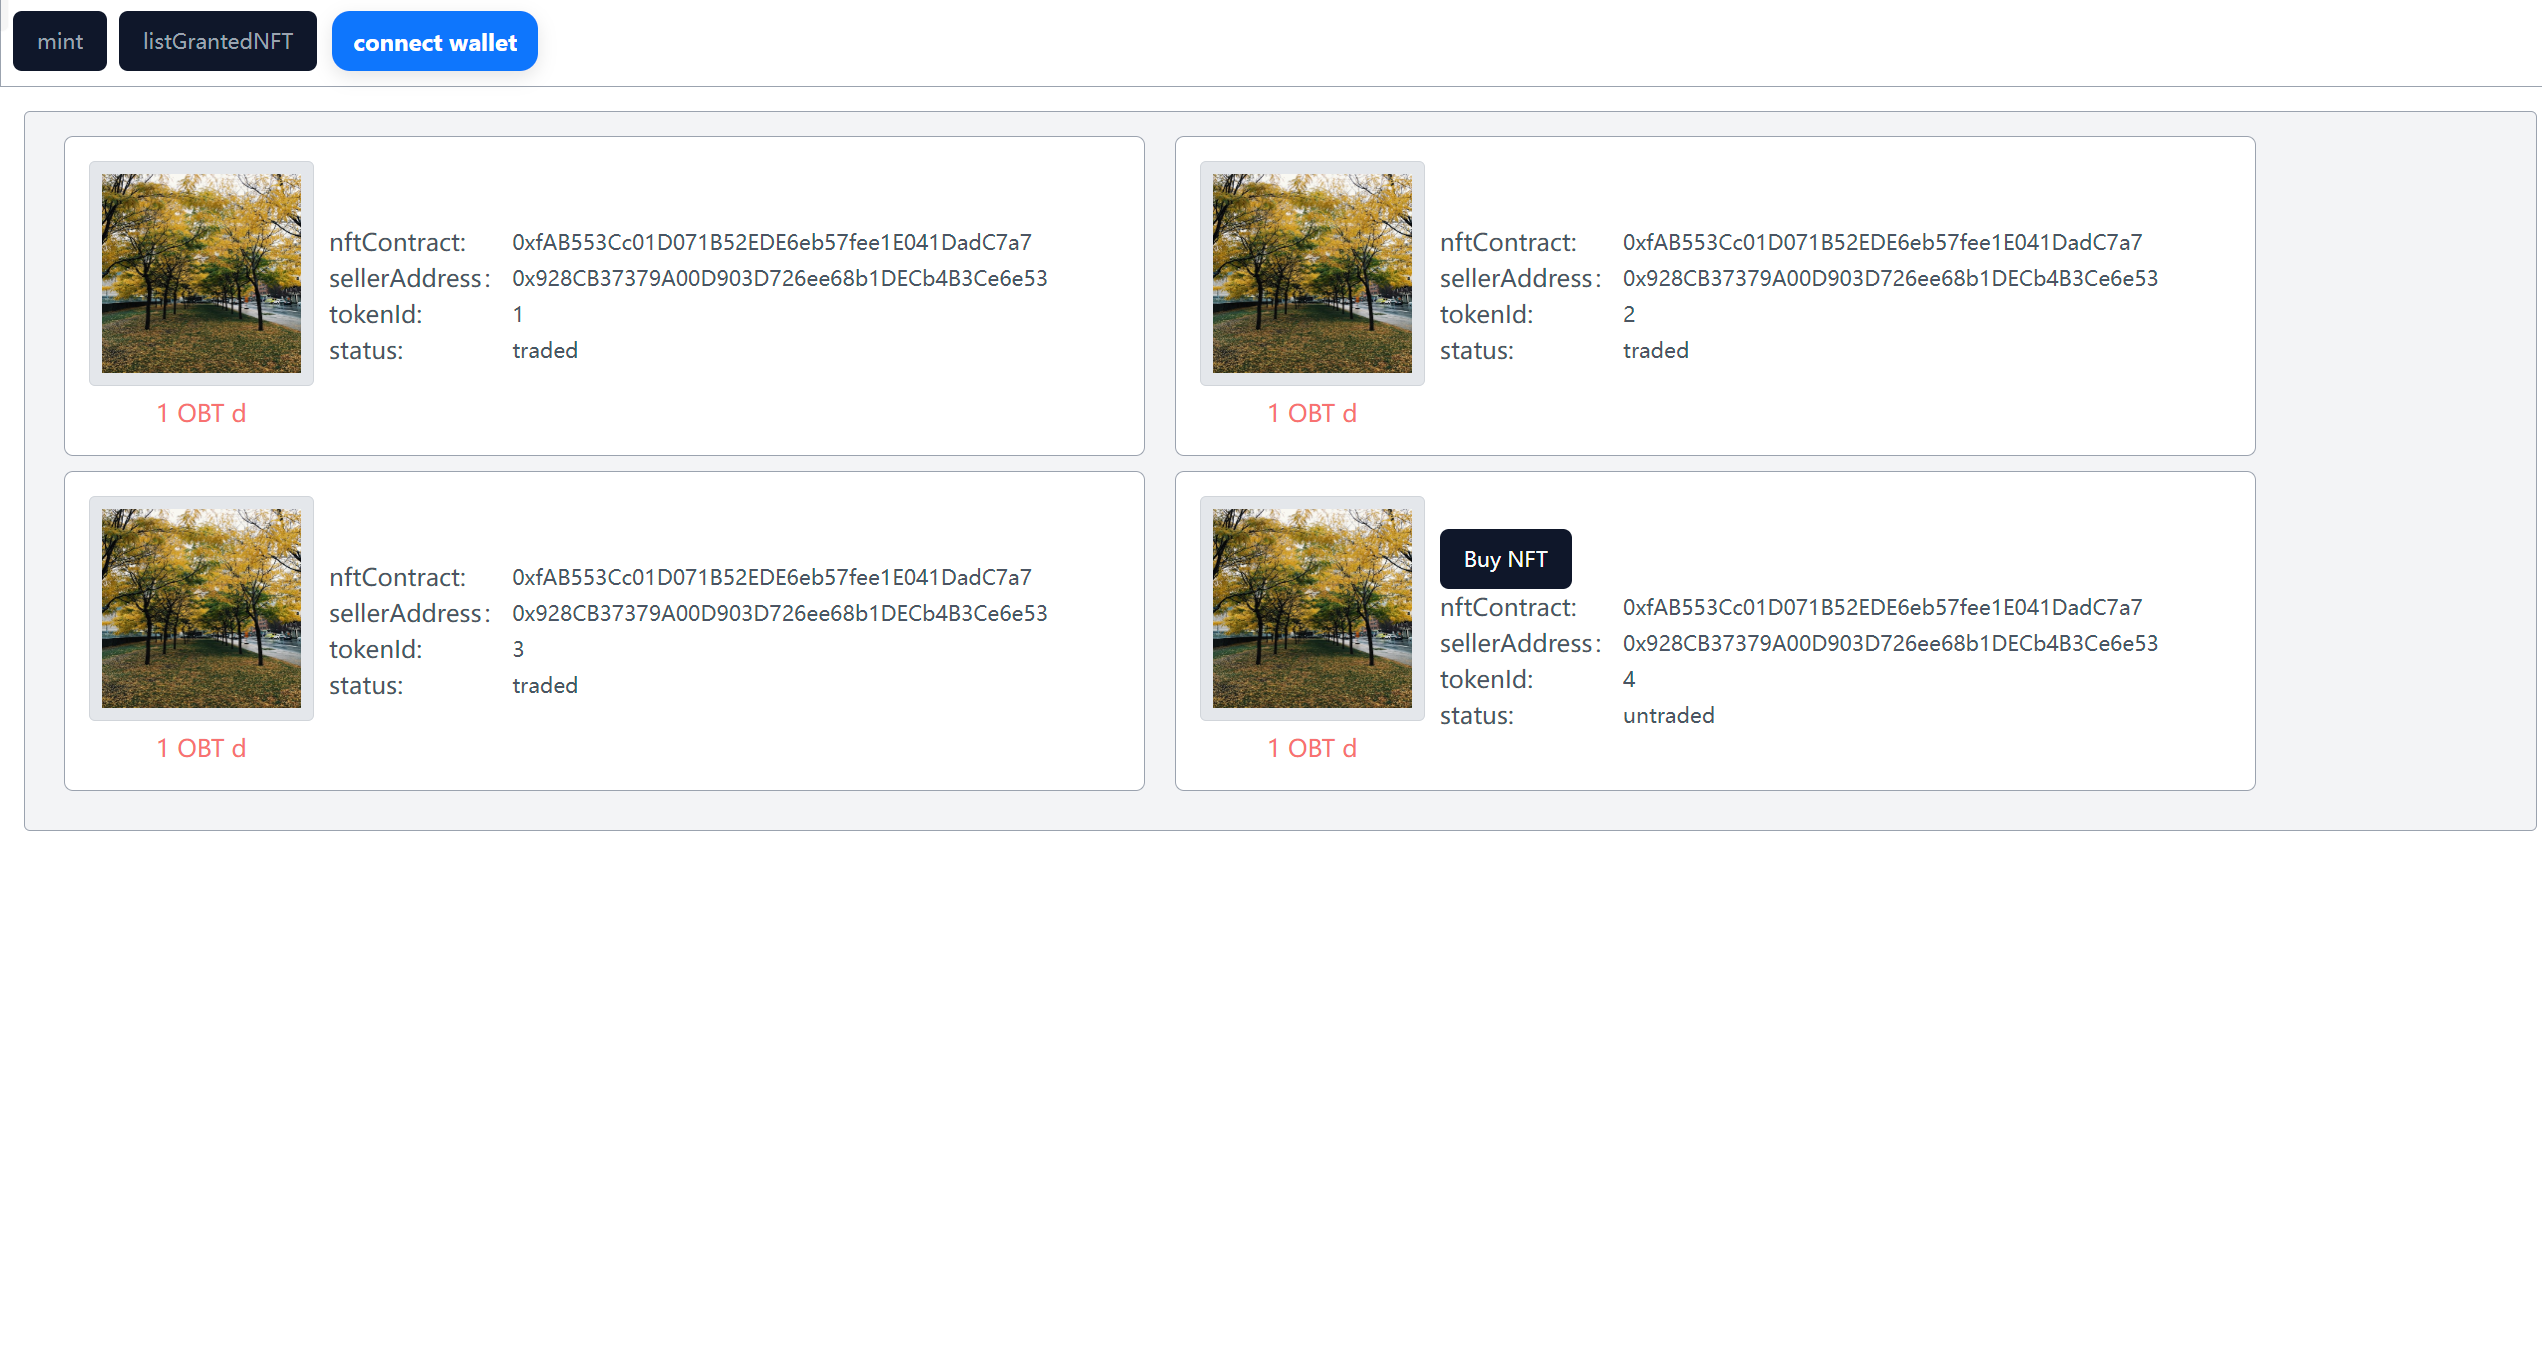 mint
listGrantedNFT
connect wallet
nftContract: 0xfAB553Cc01D071B52EDE6eb57fee1E041DadC7a7
sellerAddress: 0x928CB37379A00D903D726ee68b1DECb4B3Ce6e53
tokenId: 1
status: traded
1 OBT d
nftContract: 0xfAB553Cc01D071B52EDE6eb57fee1E041DadC7a7
sellerAddress: 0x928CB37379A00D903D726ee68b1DECb4B3Ce6e53
tokenId: 2
status: traded
1 OBT d
nftContract: 0xfAB553Cc01D071B52EDE6eb57fee1E041DadC7a7
sellerAddress: 0x928CB37379A00D903D726ee68b1DECb4B3Ce6e53
tokenId: 3
status: traded
1 OBT d
Buy NFT
nftContract: 0xfAB553Cc01D071B52EDE6eb57fee1E041DadC7a7
sellerAddress: 0x928CB37379A00D903D726ee68b1DECb4B3Ce6e53
tokenId: 4
status: untraded
1 OBT d